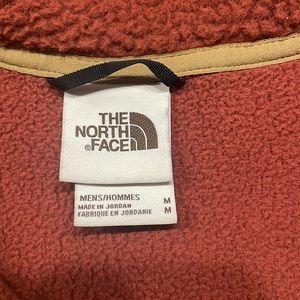 THE
NORTH
FACE
®
MENS/HOMMES M
MADE IN JORDAN M
FABRIQUE EN JORDANIE